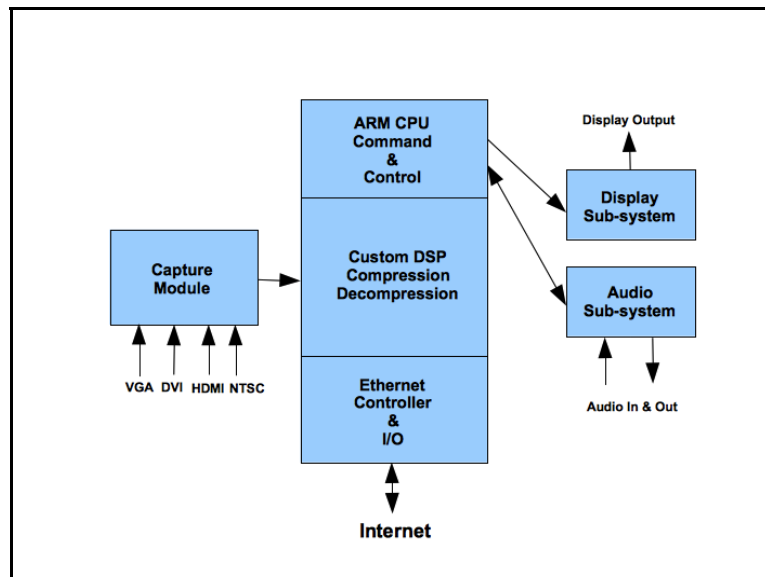 ARM CPU
Command
&
Control
Display Output
Display
Sub-system
Custom DSP
Compression
Decompression
Capture
Module
Audio
Sub-system
VGA DVI HDMI NTSC
Ethernet
Controller
&
I/O
Audio In & Out
Internet